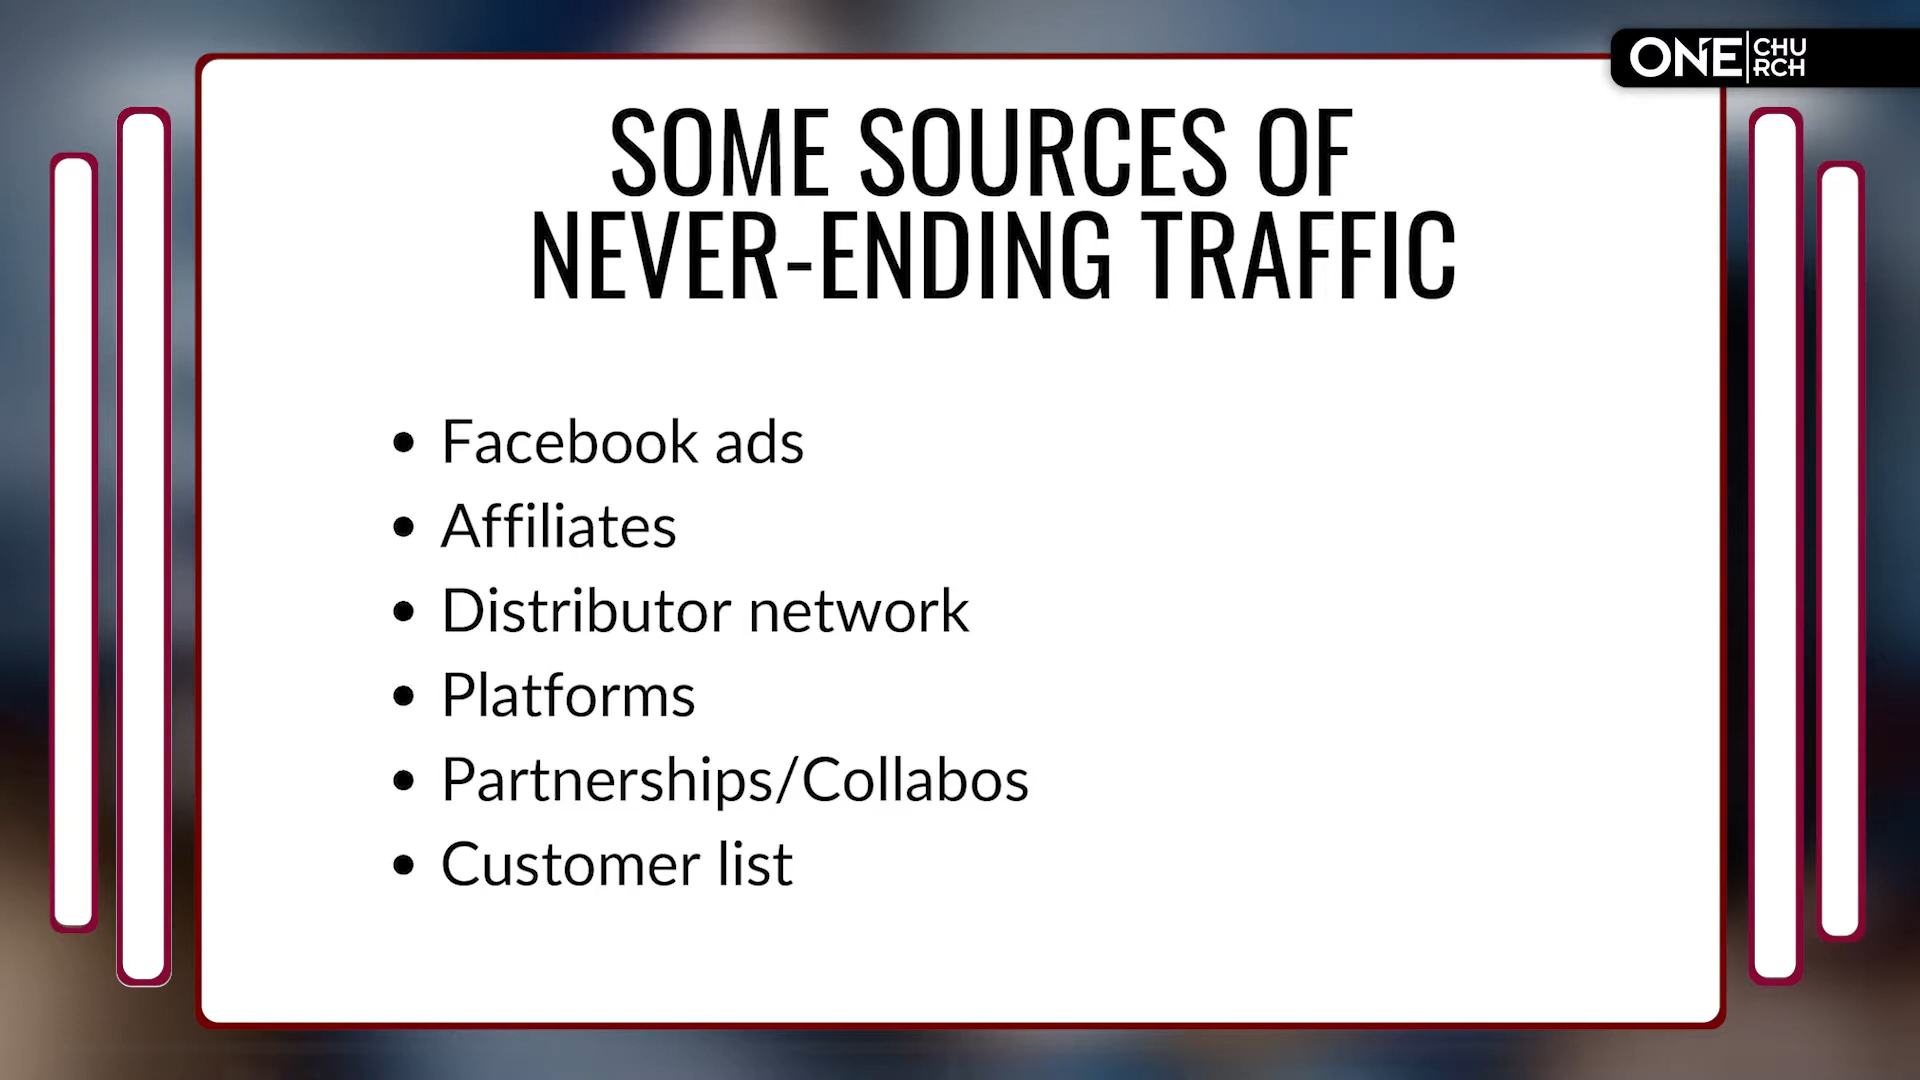 ONE CHU
RCH
SOME SOURCES OF
NEVER-ENDING TRAFFIC
• Facebook ads
• Affiliates
• Distributor network
• Platforms
• Partnerships/Collabos
• Customer list